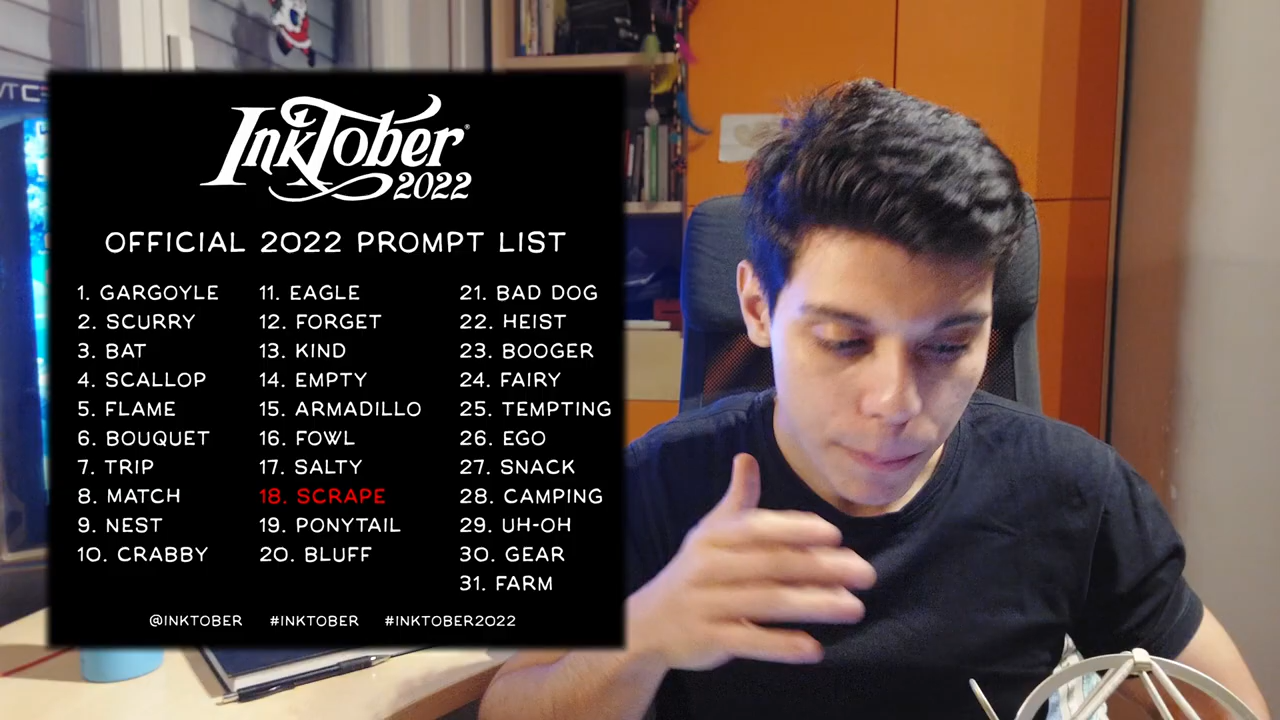 InkTober®
2022
OFFICIAL 2022 PROMPT LIST
1. GARGOYLE
2. SCURRY
3. BAT
4. SCALLOP
5. FLAME
6. BOUQUET
7. TRIP
8. MATCH
9. NEST
10. CRABBY
11. EAGLE
12. FORGET
13. KIND
14. EMPTY
15. ARMADILLO
16. FOWL
17. SALTY
18. SCRAPE
19. PONYTAIL
20. BLUFF
21. BAD DOG
22. HEIST
23. BOOGER
24. FAIRY
25. TEMPTING
26. EGO
27. SNACK
28. CAMPING
29. UH-OH
30. GEAR
31. FARM
@INKTOBER #INKTOBER #INKTOBER2022